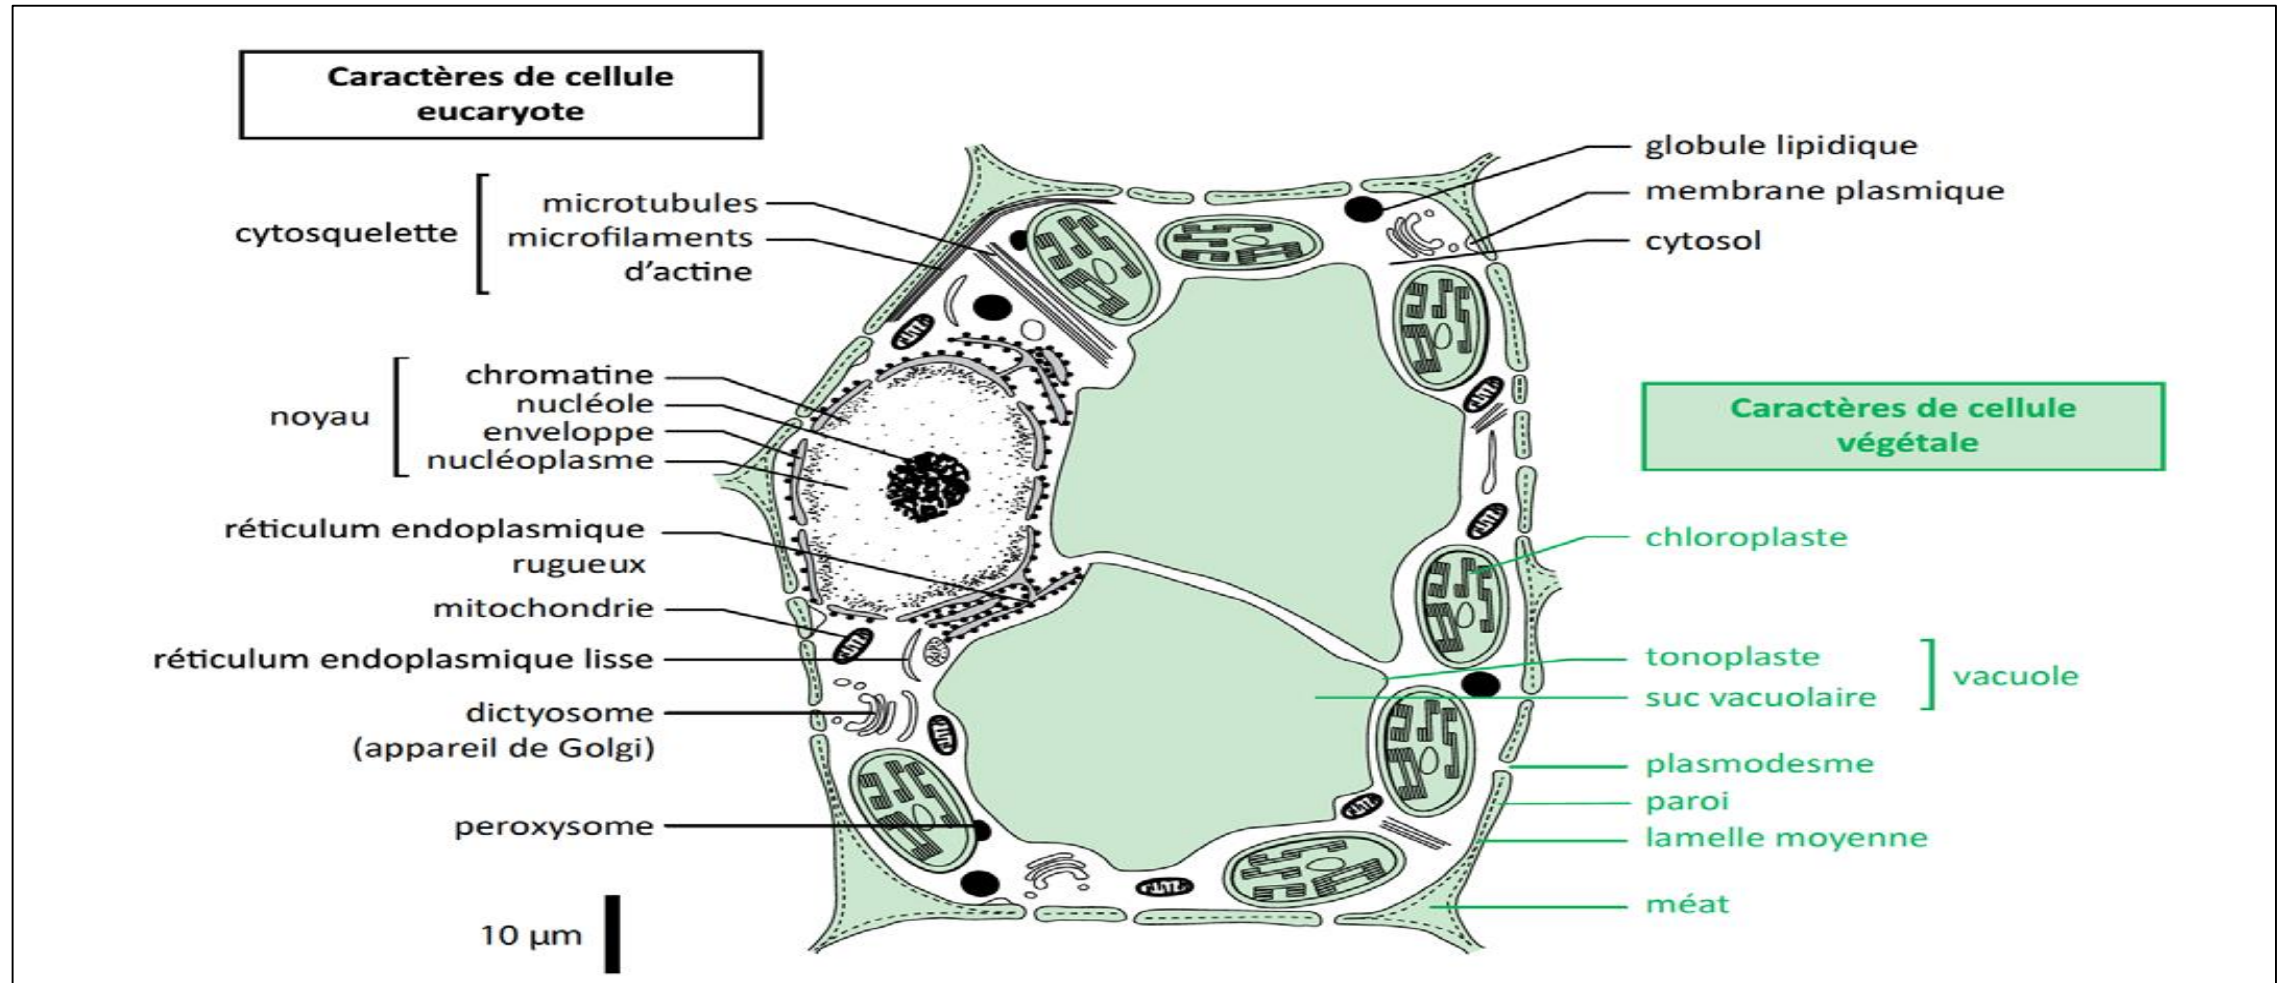 Caractères de cellule
eucaryote
cytosquelette
microtubules
microfilaments
d'actine
noyau
chromatine
nucléole
enveloppe
nucléoplasme
réticulum endoplasmique
rugueux
mitochondrie
réticulum endoplasmique lisse
dictyosome
(appareil de Golgi)
peroxysome
10 µm
globule lipidique
membrane plasmique
cytosol
Caractères de cellule
végétale
chloroplaste
tonoplaste
suc vacuolaire
vacuole
plasmodesme
paroi
lamelle moyenne
méat